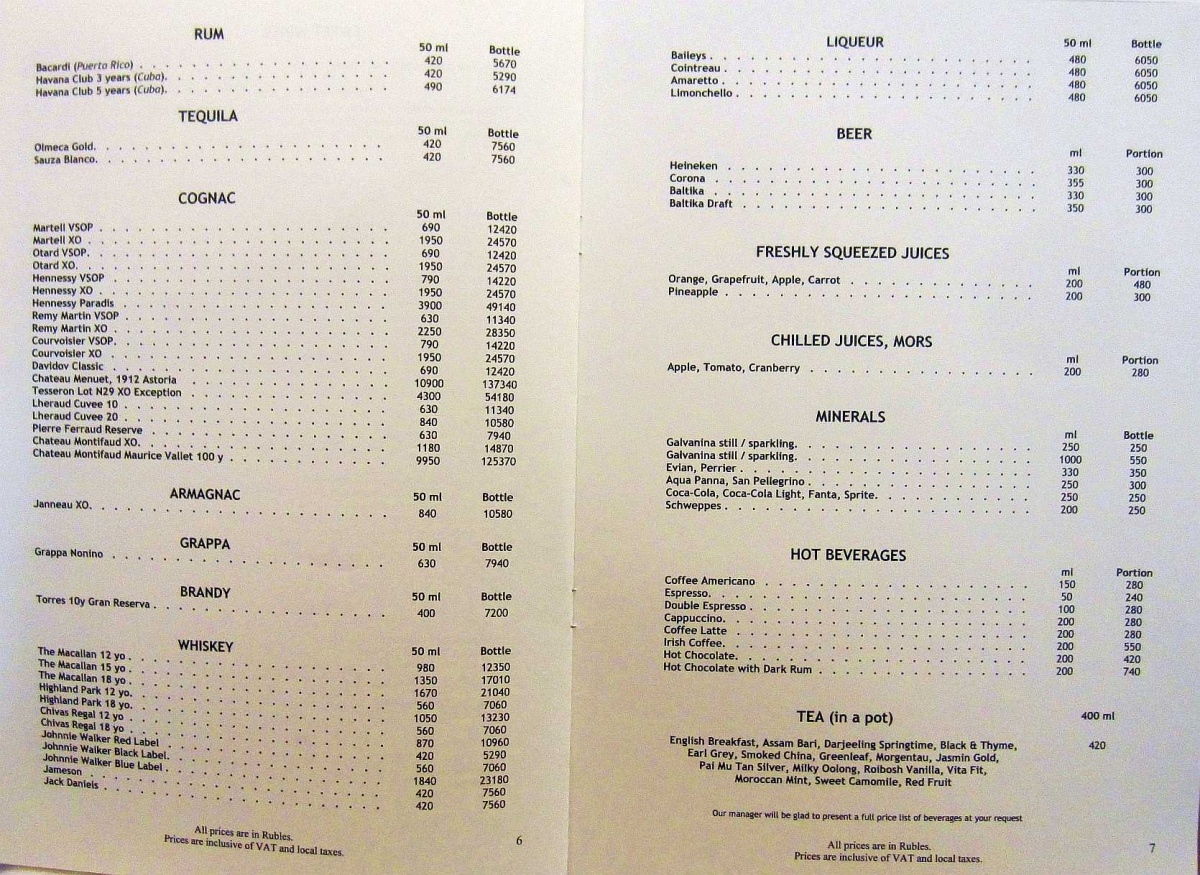 RUM
50 ml Bottle
Bacardi (Puerto Rico) 420 5670
Havana Club 3 years (Cuba). 420 5290
Havana Club 5 years (Cuba). 490 6174
TEQUILA
50 ml Bottle
Olmeca Gold. 420 7560
Sauza Blanco. 420 7560
COGNAC
50 ml Bottle
Martell VSOP 690 12420
Martell XO 1950 24570
Otard VSOP. 690 12420
Otard XO. 1950 24570
Hennessy VSOP 790 14220
Hennessy XO 1950 24570
Hennessy Paradis 3900 49140
Remy Martin VSOP 630 11340
Remy Martin XO 2250 28350
Courvoisier VSOP. 790 14220
Courvoisier XO 1950 24570
Davidov Classic 690 12420
Chateau Menuet, 1912 Astoria 10900 137340
Tesseron Lot N29 XO Exception 4300 54180
Lheraud Cuvee 10 630 11340
Lheraud Cuvee 20 840 10580
Pierre Ferraud Reserve 630 7940
Chateau Montifaud XO. 1180 14870
Chateau Montifaud Maurice Vallet 100 y 9950 125370
ARMAGNAC
50 ml Bottle
Janneau XO. 840 10580
GRAPPA
50 ml Bottle
Grappa Nonino 630 7940
BRANDY
50 ml Bottle
Torres 10y Gran Reserva 400 7200
WHISKEY
50 ml Bottle
The Macallan 12 yo 980 12350
The Macallan 15 yo 1350 17010
The Macallan 18 yo 1670 21040
Highland Park 12 yo. 560 7060
Highland Park 18 yo. 1050 13230
Chivas Regal 12 yo 560 7060
Chivas Regal 18 yo 870 10960
Johnnie Walker Red Label 420 5290
Johnnie Walker Black Label. 560 7060
Johnnie Walker Blue Label 1840 23180
Jameson 420 7560
Jack Daniels 420 7560
All prices are in Rubles.
Prices are inclusive of VAT and local taxes.
6
LIQUEUR
50 ml Bottle
Baileys 480 6050
Cointreau 480 6050
Amaretto 480 6050
Limonchello 480 6050
BEER
ml Portion
Heineken 330 300
Corona 355 300
Baltika 330 300
Baltika Draft 350 300
FRESHLY SQUEEZED JUICES
ml Portion
Orange, Grapefruit, Apple, Carrot 200 480
Pineapple 200 300
CHILLED JUICES, MORS
ml Portion
Apple, Tomato, Cranberry 200 280
MINERALS
ml Bottle
Galvanina still / sparkling. 250 250
Galvanina still / sparkling. 1000 550
Evian, Perrier 330 350
Aqua Panna, San Pellegrino 250 300
Coca-Cola, Coca-Cola Light, Fanta, Sprite. 250 250
Schweppes 200 250
HOT BEVERAGES
ml Portion
Coffee Americano 150 280
Espresso. 50 240
Double Espresso 100 280
Cappuccino. 200 280
Coffee Latte 200 280
Irish Coffee. 200 550
Hot Chocolate. 200 420
Hot Chocolate with Dark Rum 200 740
TEA (in a pot) 400 ml
English Breakfast, Assam Bari, Darjeeling Springtime, Black & Thyme, 420
Earl Grey, Smoked China, Greenleaf, Morgentau, Jasmin Gold,
Pai Mu Tan Silver, Milky Oolong, Roibosh Vanilla, Vita Fit,
Moroccan Mint, Sweet Camomile, Red Fruit
Our manager will be glad to present a full price list of beverages at your request
All prices are in Rubles.
Prices are inclusive of VAT and local taxes.
7